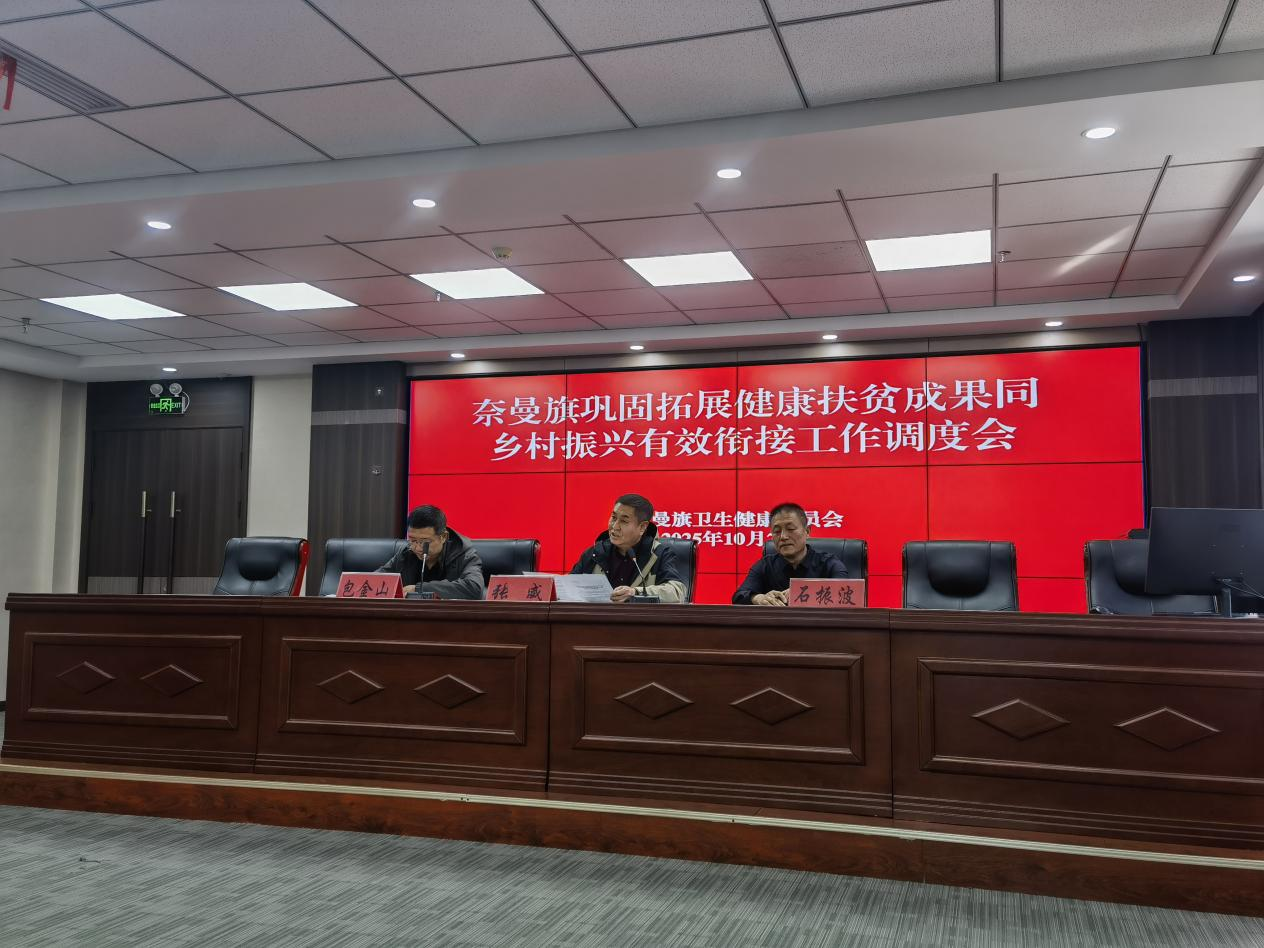 奈曼旗巩固拓展健康扶贫成果同
乡村振兴有效衔接工作调度会
曼旗卫生健康 员会
2025年10月
包金山
张 威
石振波
EXIT